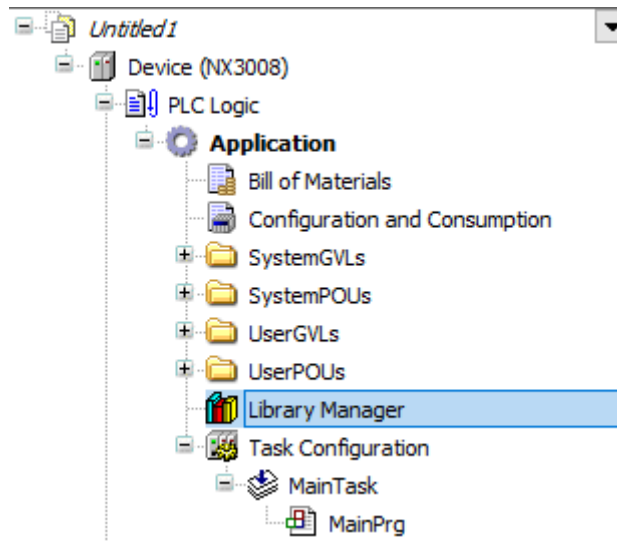 Untitled1
Device (NX3008)
PLC Logic
Application
Bill of Materials
Configuration and Consumption
SystemGVLs
SystemPOUs
UserGVLs
UserPOUs
Library Manager
Task Configuration
MainTask
MainPrg